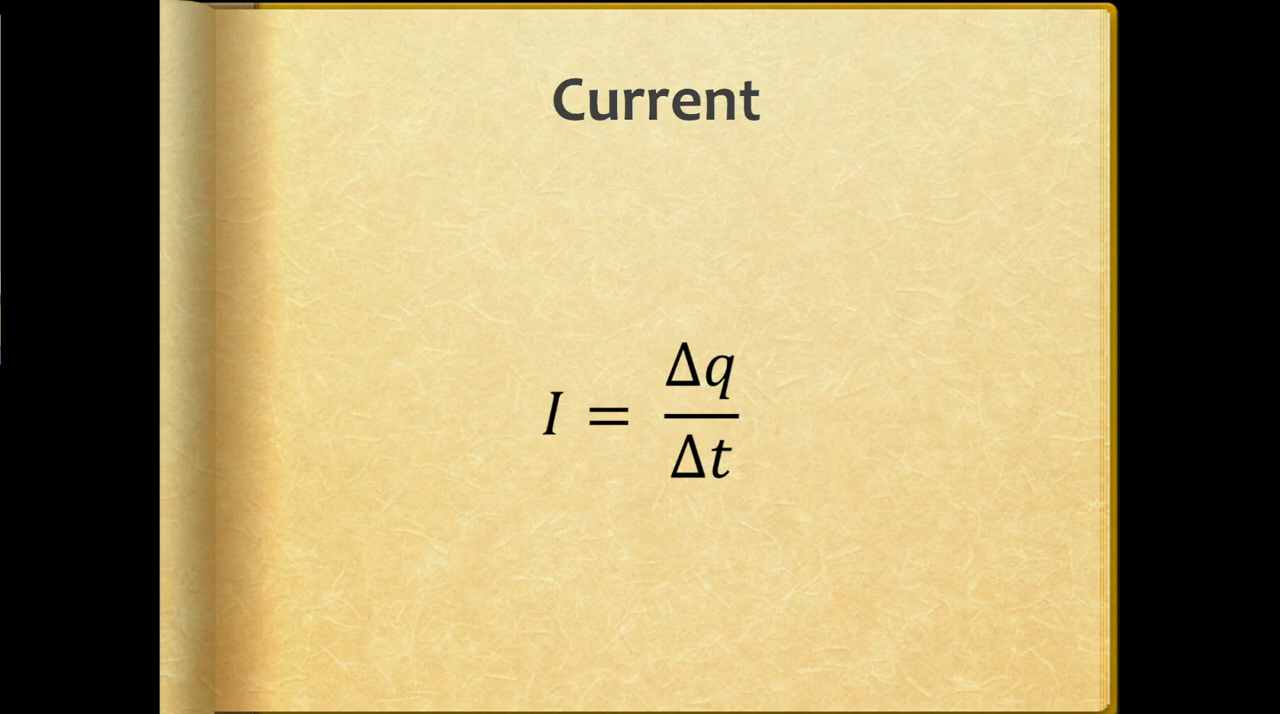 Current
I = Δq/Δt